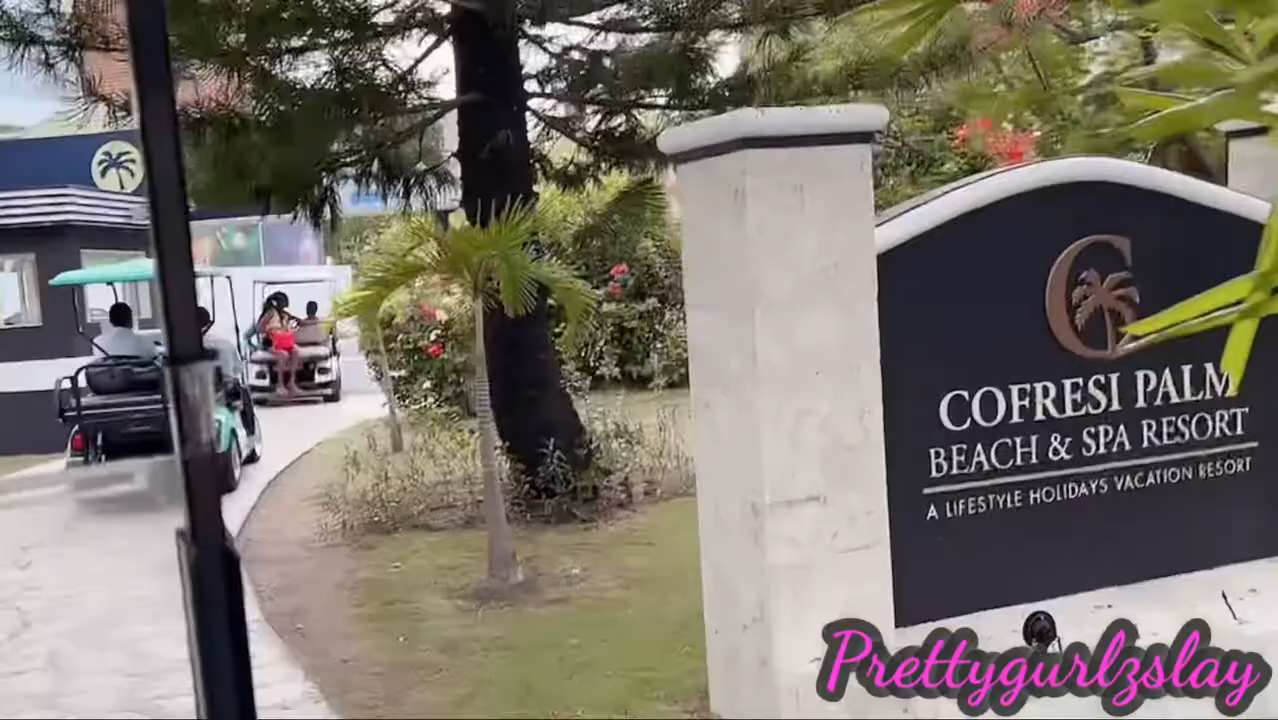 COFRESI PALM
BEACH & SPA RESORT
A LIFESTYLE HOLIDAYS VACATION RESORT
Prettygurlzslay